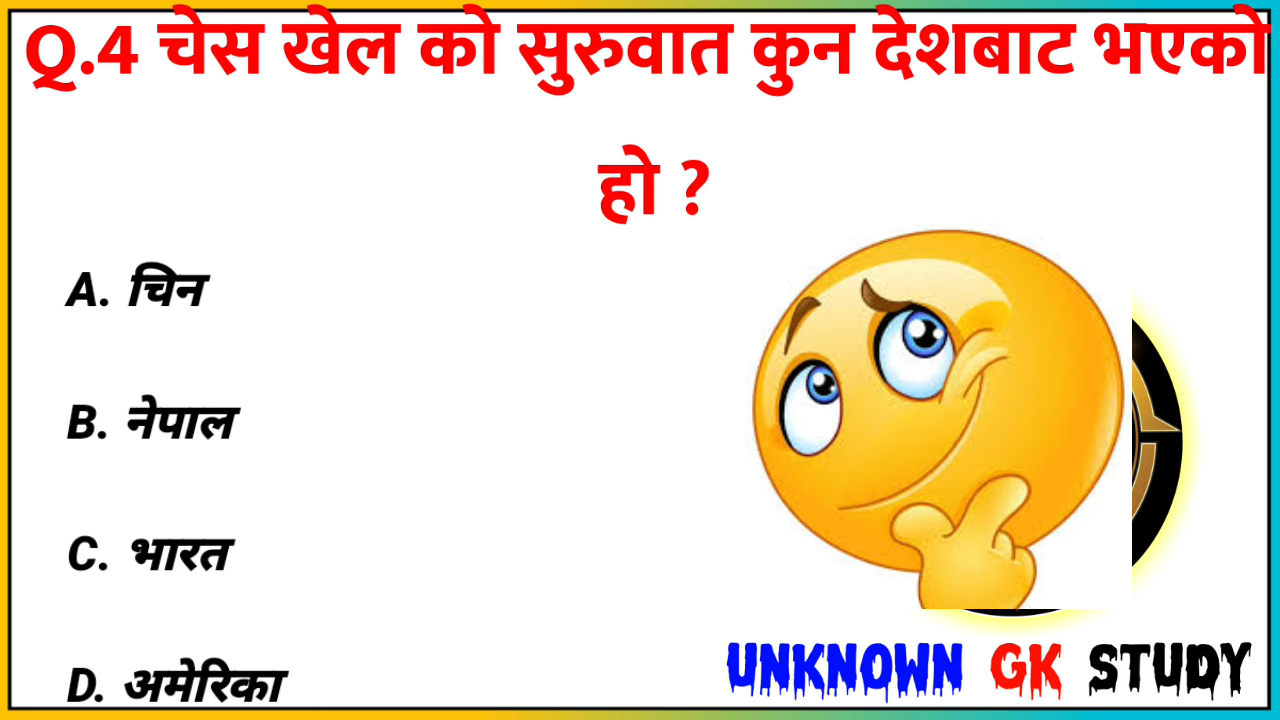 Q.4 चेस खेल को सुरुवात कुन देशबाट भएको
हो ?
A. चिन
B. नेपाल
C. भारत
D. अमेरिका
UNKNOWN GK STUDY